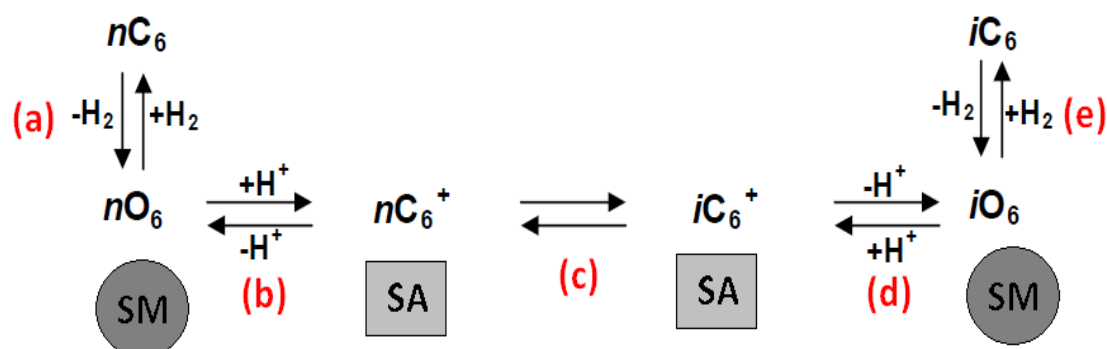 nC₆ iC₆
(a) -H₂ +H₂ -H₂ +H₂ (e)
nO₆ +H⁺ nC₆⁺ iC₆⁺ -H⁺ iO₆
-H⁺ +H⁺
SM (b) SA (c) SA (d) SM